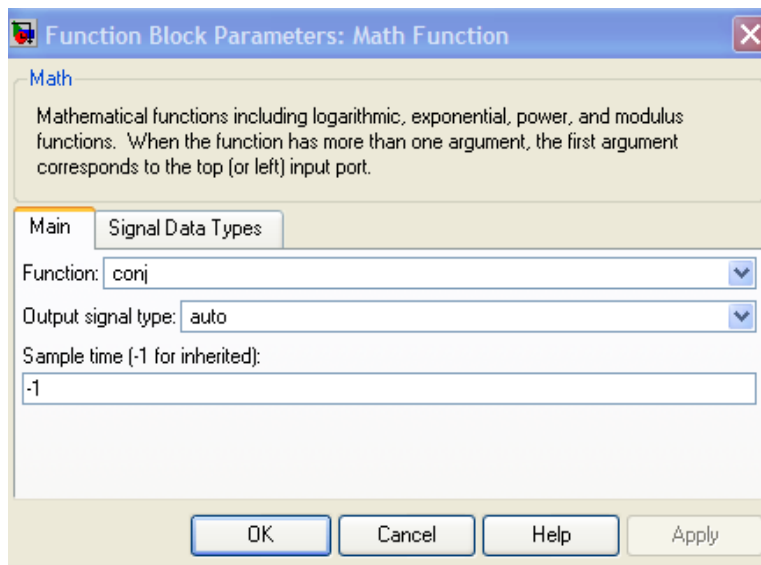 Function Block Parameters: Math Function
Math
Mathematical functions including logarithmic, exponential, power, and modulus
functions. When the function has more than one argument, the first argument
corresponds to the top (or left) input port.
Main Signal Data Types
Function: conj
Output signal type: auto
Sample time (-1 for inherited):
-1
OK Cancel Help Apply